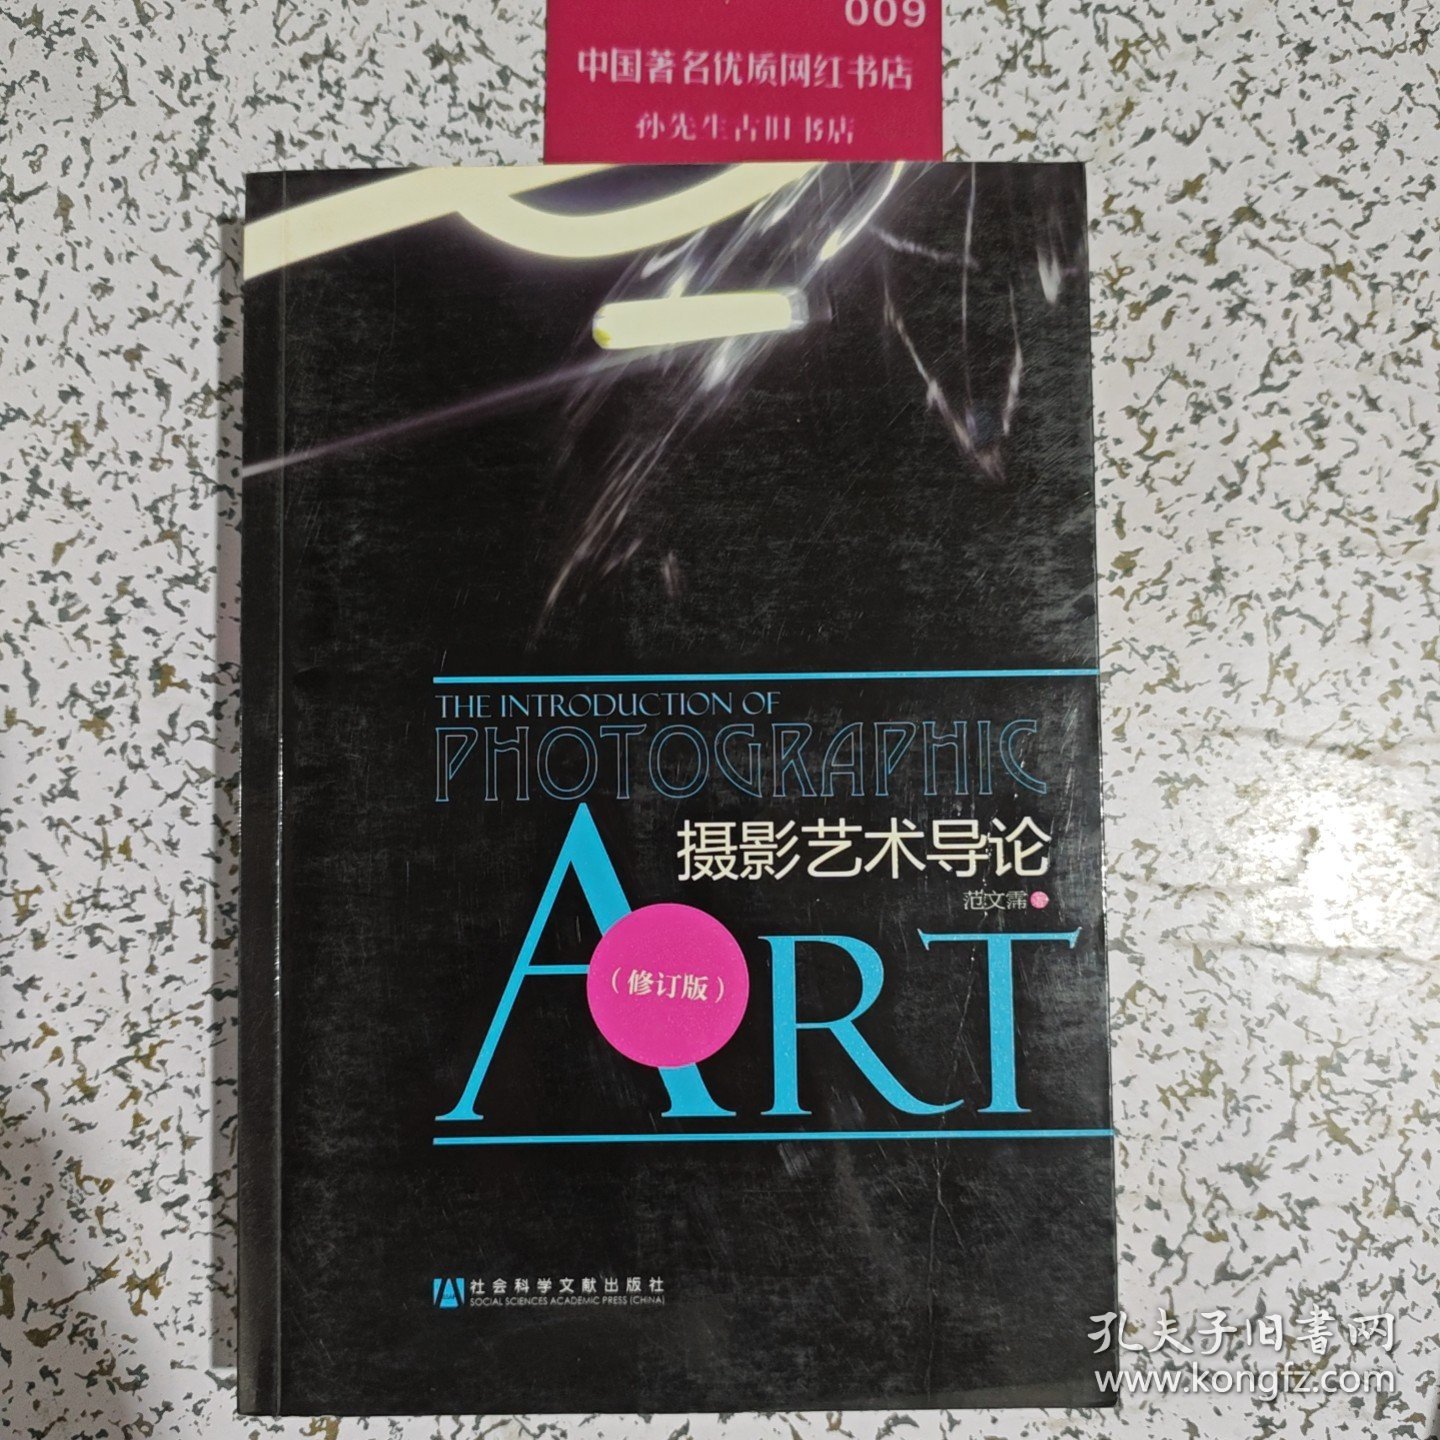 009
中国著名优质网红书店
孙先生古旧书店
THE INTRODUCTION OF
PHOTOGRAPHIC
摄影艺术导论
范文霈 著
ART
（修订版）
社会科学文献出版社
SOCIAL SCIENCES ACADEMIC PRESS (CHINA)
孔夫子旧书网
www.kongfz.com